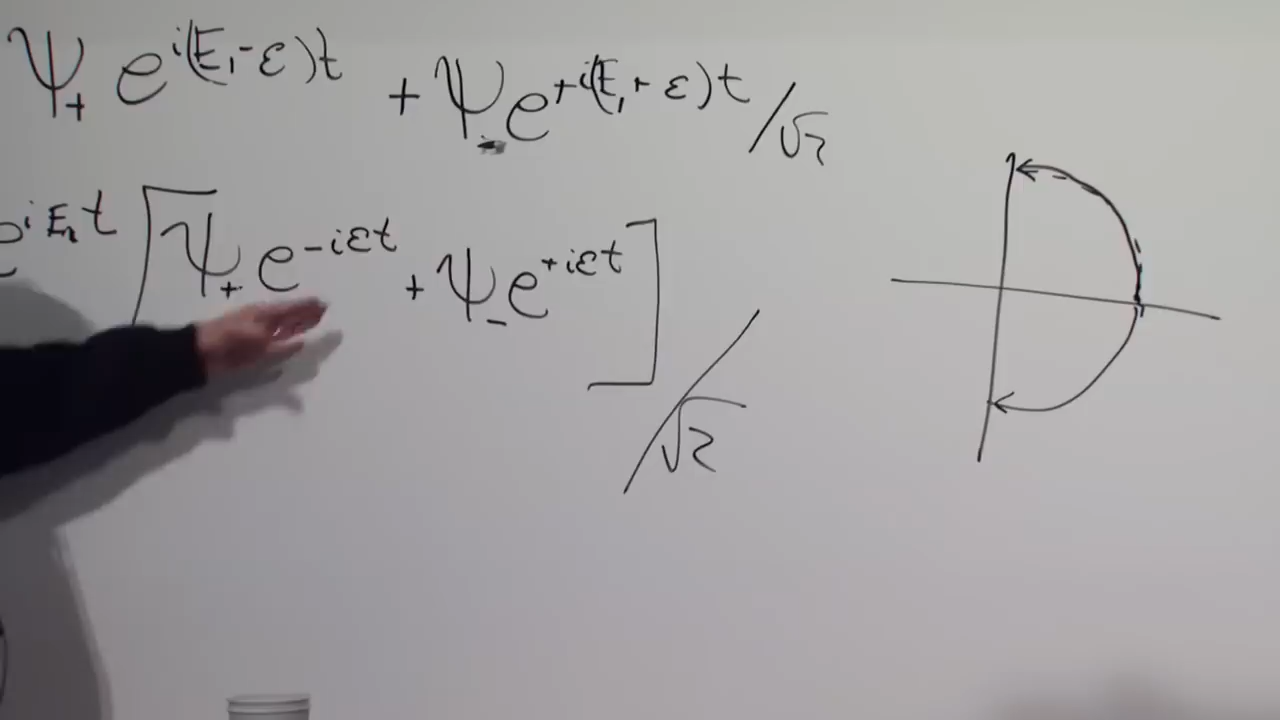 Ψ₊ e^{i(E₁-ε)t} + Ψ₋ e^{+i(E₁+ε)t} /√2
e^{iE₁t} [Ψ₊ e^{-iεt} + Ψ₋ e^{+iεt}] /√2